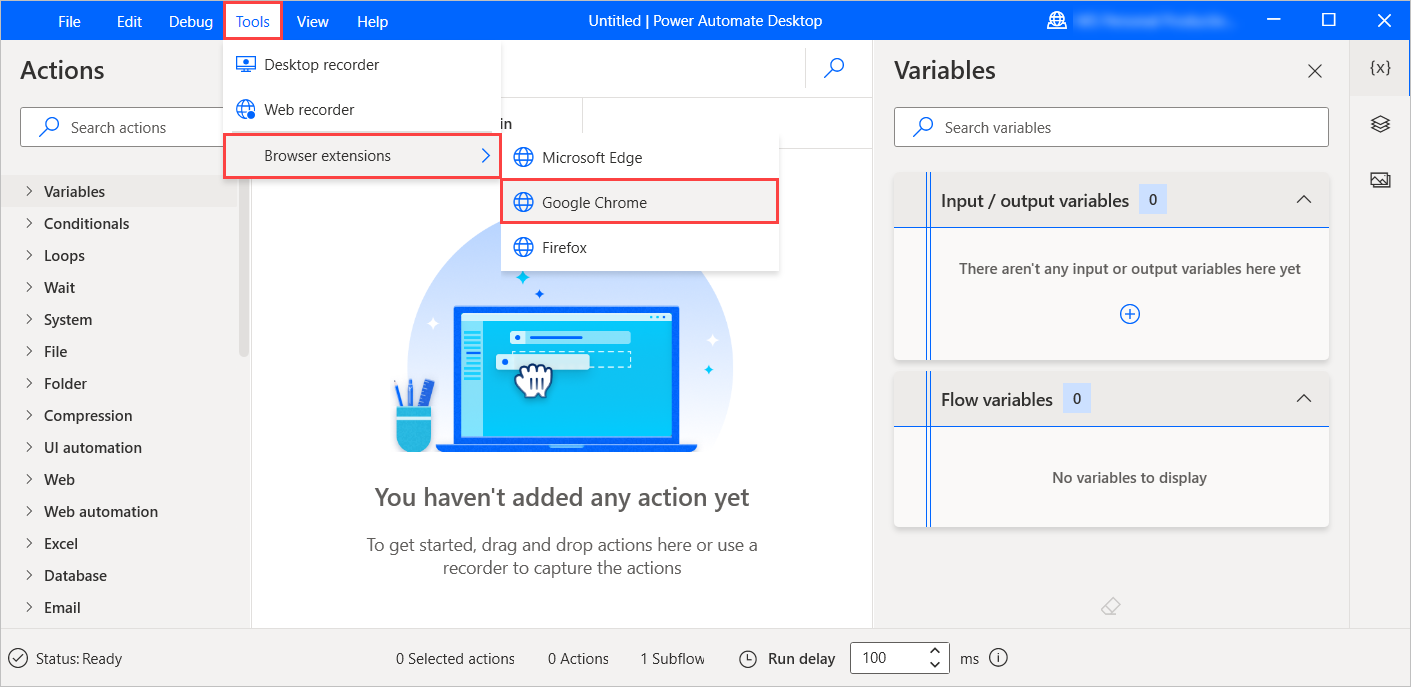 File Edit Debug Tools View Help Untitled | Power Automate Desktop
Actions
Search actions
Variables
Conditionals
Loops
Wait
System
File
Folder
Compression
UI automation
Web
Web automation
Excel
Database
Email
Desktop recorder
Web recorder
Browser extensions
Microsoft Edge
Google Chrome
Firefox
in
You haven't added any action yet
To get started, drag and drop actions here or use a
recorder to capture the actions
Variables
{x}
Search variables
Input / output variables 0
There aren't any input or output variables here yet
Flow variables 0
No variables to display
Status: Ready 0 Selected actions 0 Actions 1 Subflow Run delay 100 ms